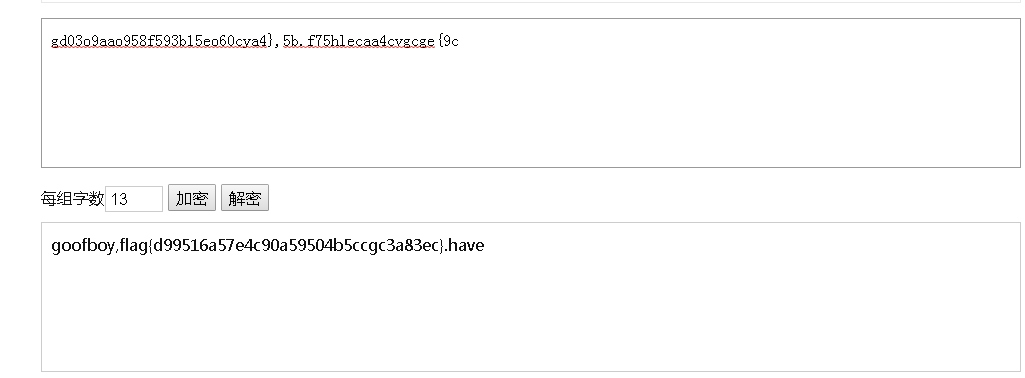 gd03o9aao958f593b15eo60cya4},5b.f75hlecaa4cvgcge{9c
每组字数 13 加密 解密
goofboy,flag{d99516a57e4c90a59504b5ccgc3a83ec}.have